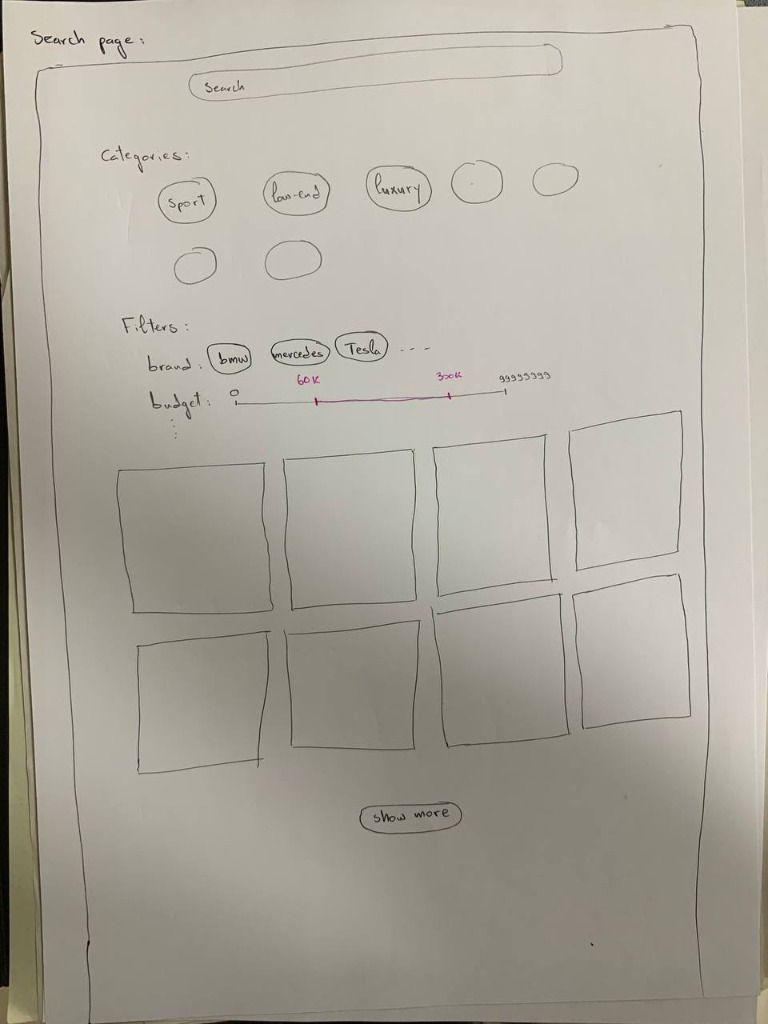 Search page:
Search
Categories:
sport low-end luxury
Filters:
brand: bmw mercedes Tesla ---
60K 300K
budget: 0 99999999
show more